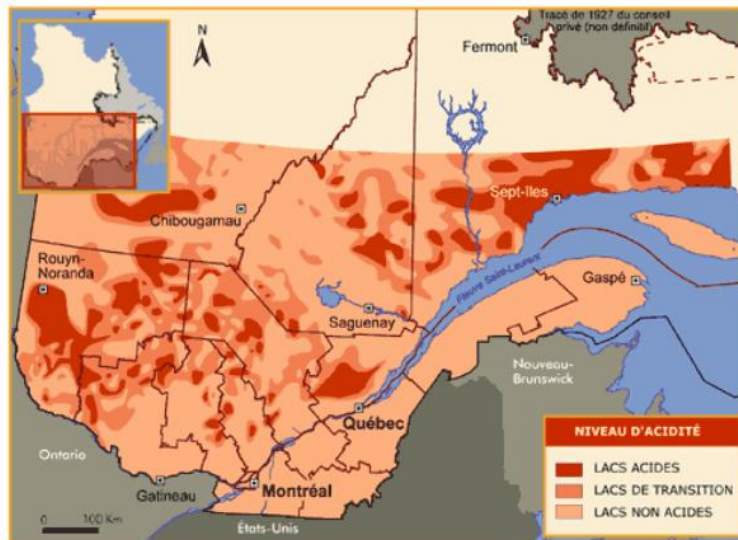 Tracé de 1927 du conseil
privé (non définitif)
N
Fermont
Sept-Iles
Chibougamau
Rouyn-
Noranda
Fleuve Saint-Laurent
Gaspé
Saguenay
Nouveau-
Brunswick
Québec
Ontario
Gatineau
Montréal
États-Unis
0 100 Km
NIVEAU D'ACIDITÉ
LACS ACIDES
LACS DE TRANSITION
LACS NON ACIDES